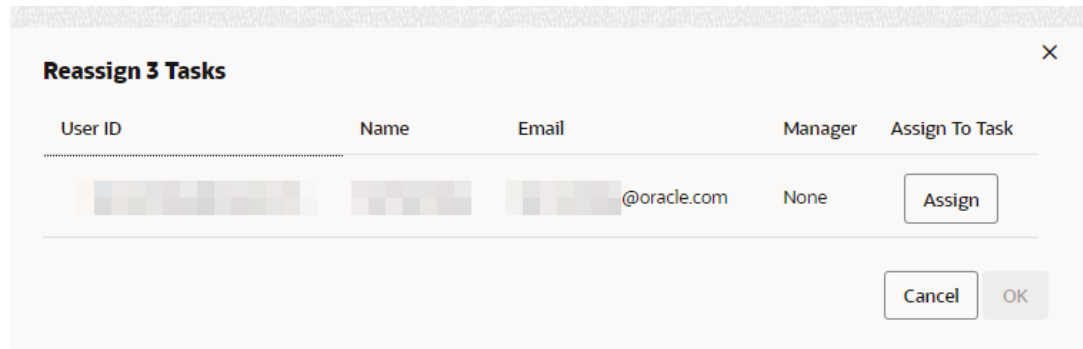 Reassign 3 Tasks
User ID Name Email Manager Assign To Task
@oracle.com None Assign
Cancel OK